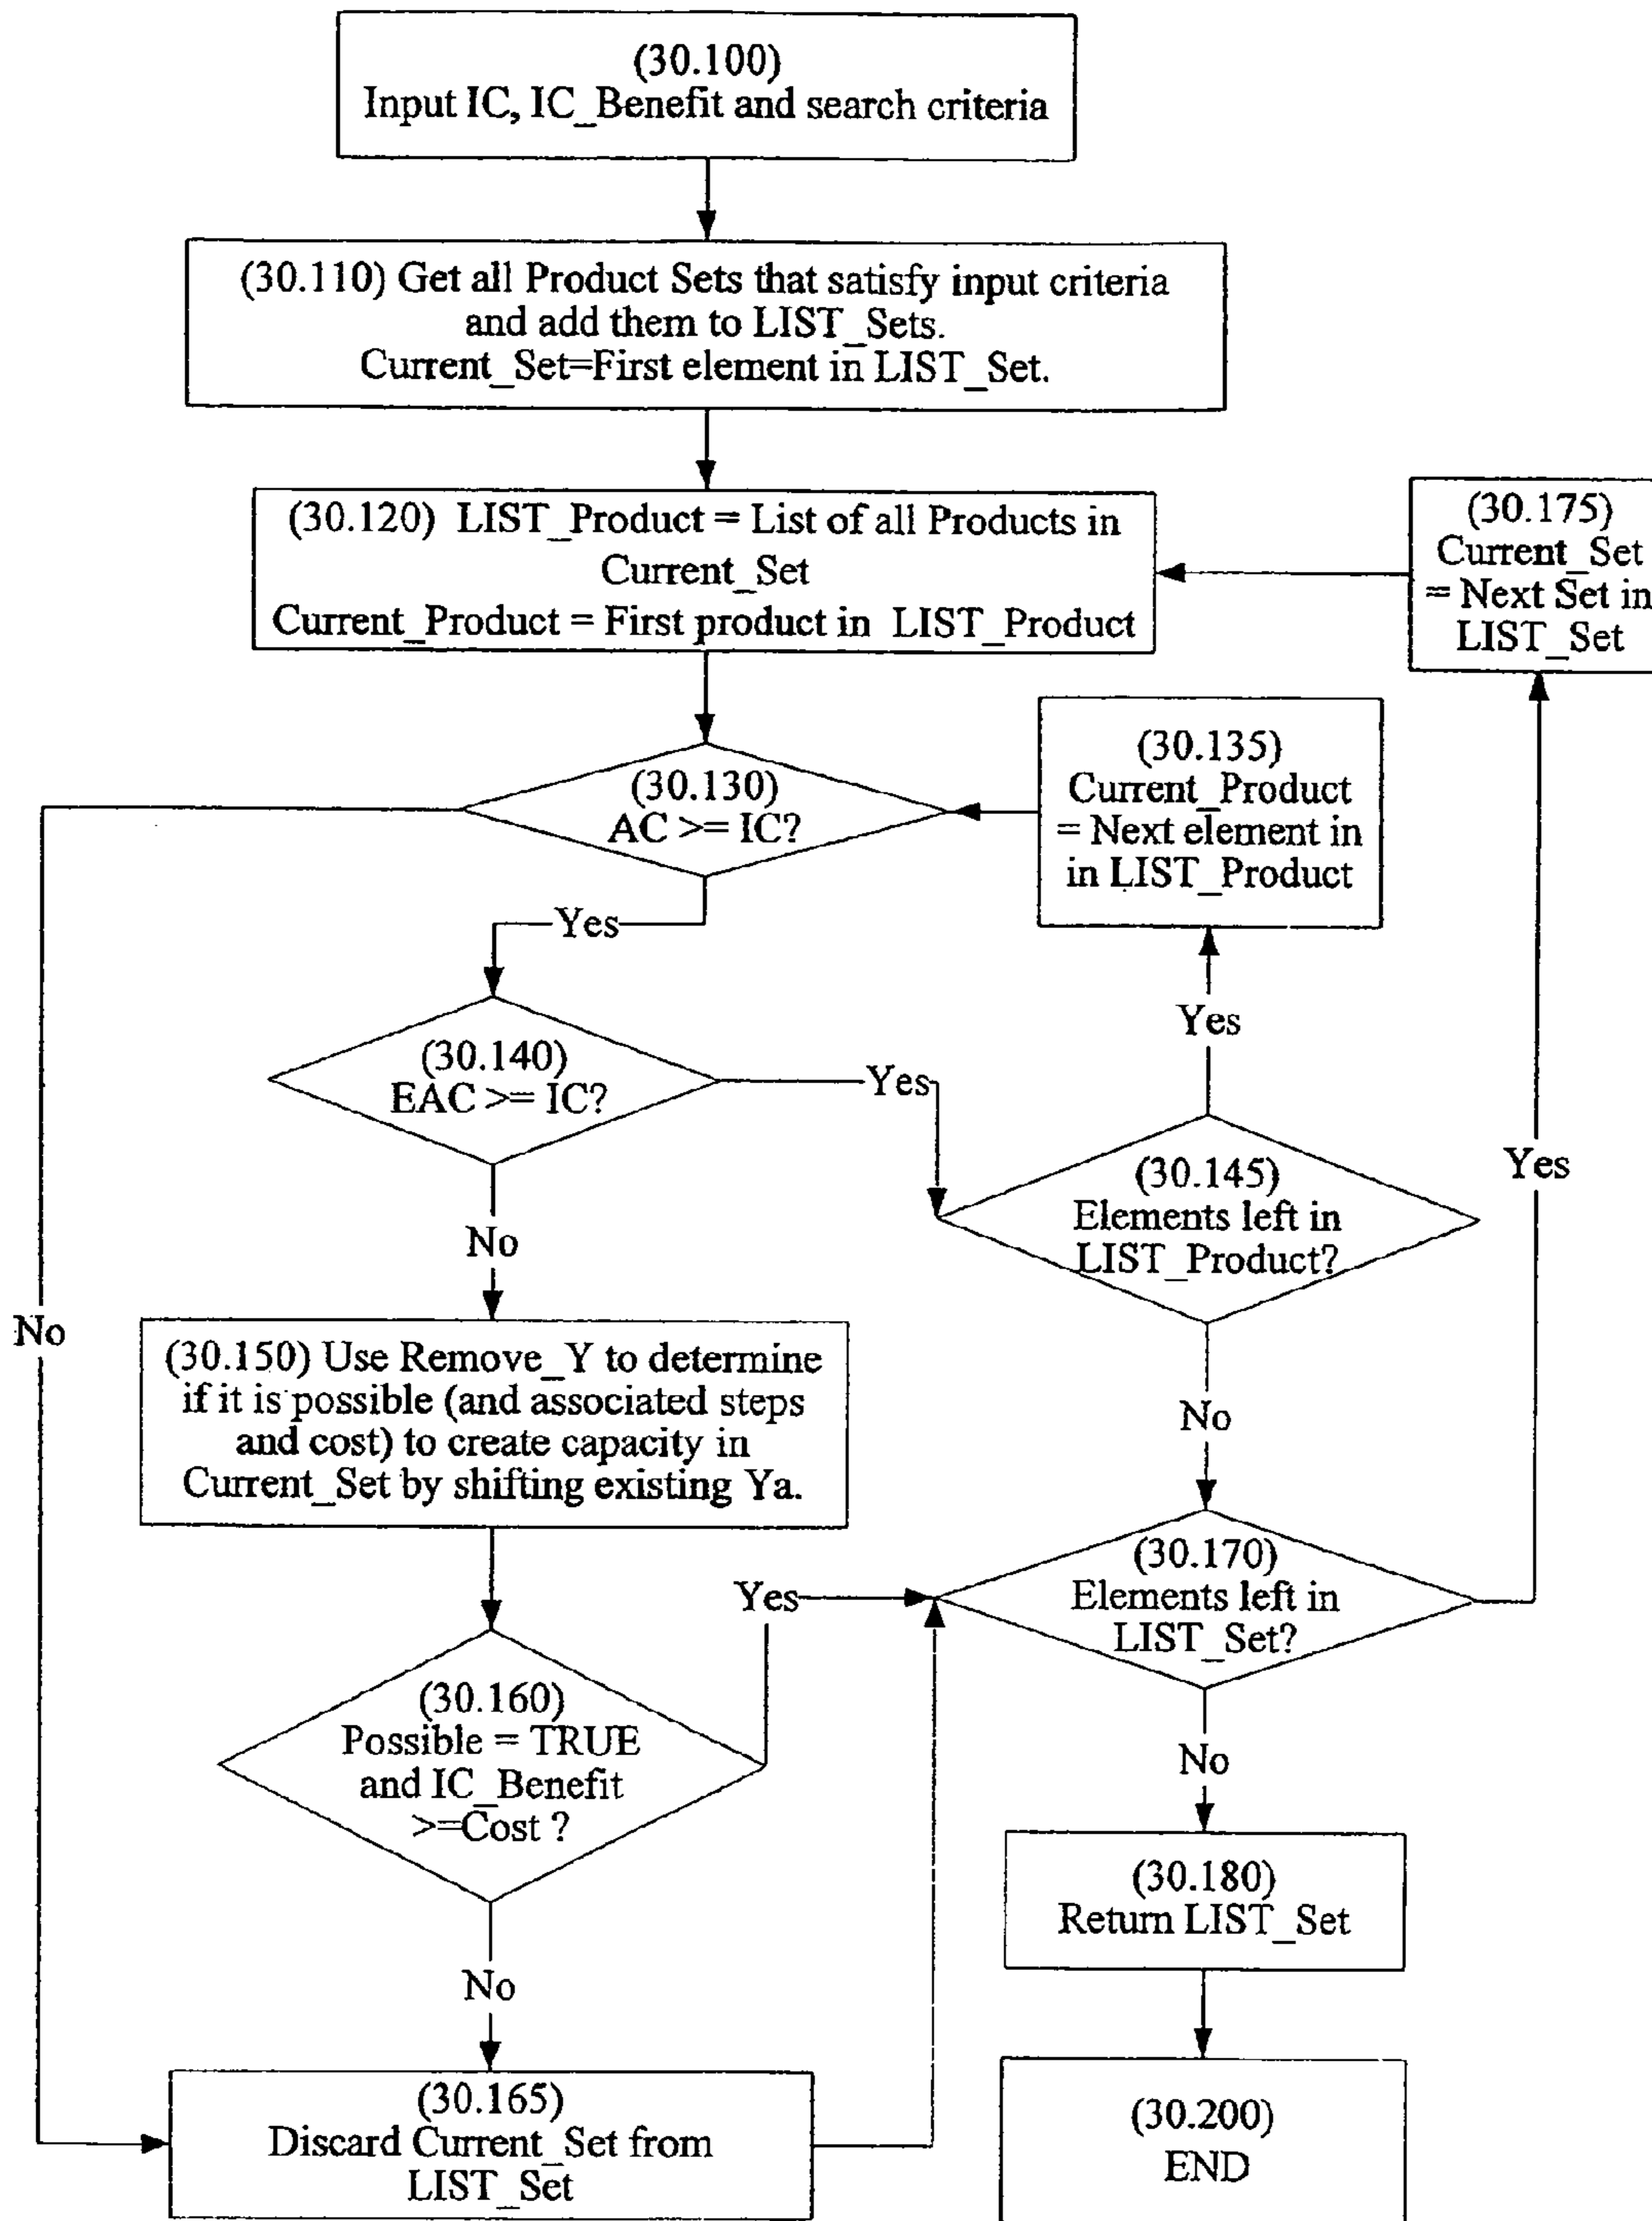 (30.100)
Input IC, IC_Benefit and search criteria
(30.110) Get all Product Sets that satisfy input criteria
and add them to LIST_Sets.
Current_Set=First element in LIST_Set.
(30.120) LIST_Product = List of all Products in
Current_Set
Current_Product = First product in LIST_Product
(30.175)
Current_Set
= Next Set in
LIST_Set
(30.130)
AC >= IC?
(30.135)
Current_Product
= Next element in
in LIST_Product
Yes
(30.140)
EAC >= IC?
Yes
Yes
(30.145)
Elements left in
LIST_Product?
Yes
No
No
(30.150) Use Remove_Y to determine
if it is possible (and associated steps
and cost) to create capacity in
Current_Set by shifting existing Ya.
No
(30.160)
Possible = TRUE
and IC_Benefit
>=Cost ?
Yes
(30.170)
Elements left in
LIST_Set?
No
(30.180)
Return LIST_Set
No
(30.165)
Discard Current_Set from
LIST_Set
(30.200)
END